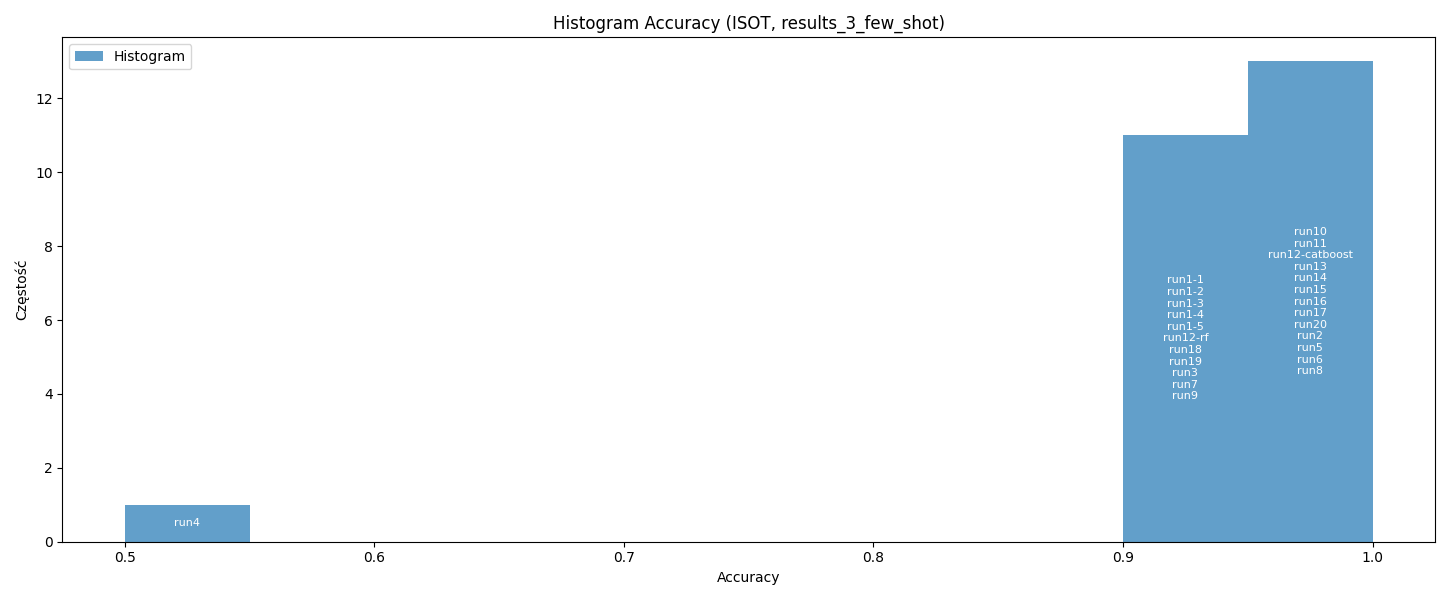 Histogram Accuracy (ISOT, results_3_few_shot)
Histogram
Częstość
12
10
8
6
4
2
0
run4
run1-1
run1-2
run1-3
run1-4
run1-5
run12-rf
run18
run19
run3
run7
run9
run10
run11
run12-catboost
run13
run14
run15
run16
run17
run20
run2
run5
run6
run8
0.5 0.6 0.7 0.8 0.9 1.0
Accuracy